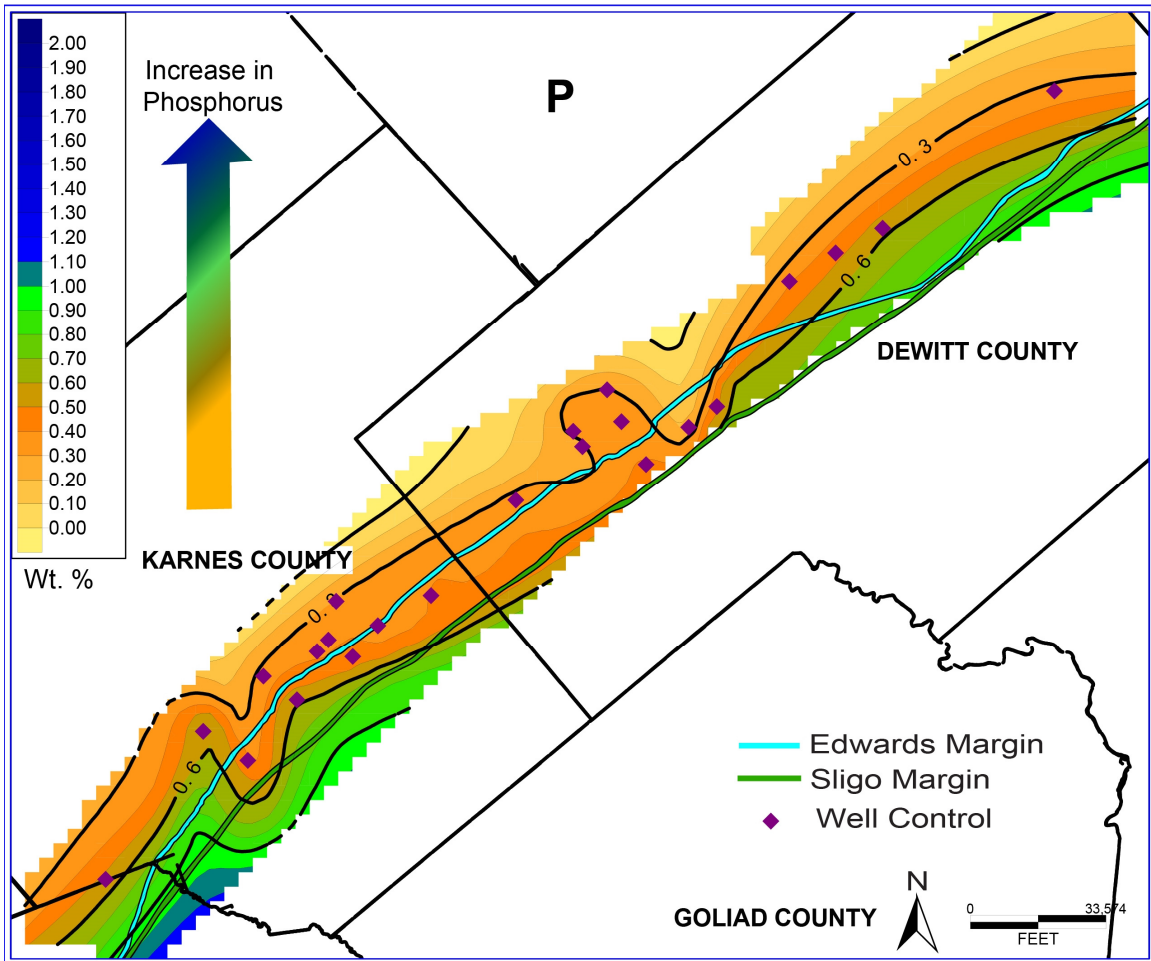 2.00
1.90
1.80
1.70
1.60
1.50
1.40
1.30
1.20
1.10
1.00
0.90
0.80
0.70
0.60
0.50
0.40
0.30
0.20
0.10
0.00
Wt. %
Increase in
Phosphorus
P
0.3
0.6
DEWITT COUNTY
KARNES COUNTY
0.3
0.6
Edwards Margin
Sligo Margin
Well Control
GOLIAD COUNTY
N
0 33,574
FEET